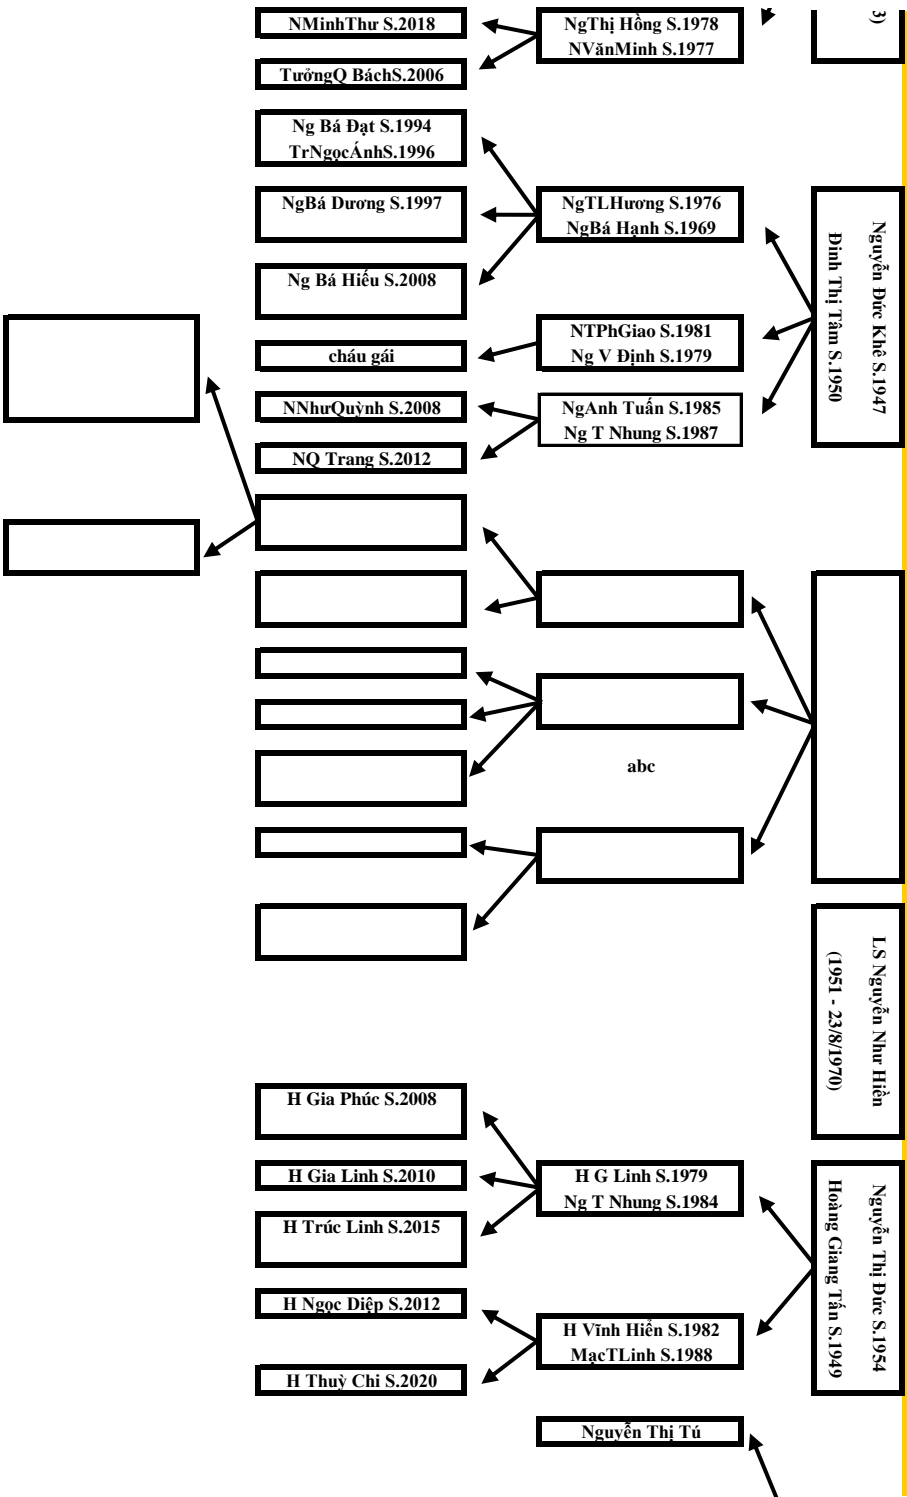 3)
NMinhThư S.2018
NgThị Hồng S.1978
NVănMinh S.1977
TưởngQ BáchS.2006
Ng Bá Đạt S.1994
TrNgọcÁnhS.1996
NgBá Dương S.1997
NgTLHương S.1976
NgBá Hạnh S.1969
Nguyễn Đức Khê S.1947
Đinh Thị Tâm S.1950
Ng Bá Hiếu S.2008
NTPhGiao S.1981
Ng V Định S.1979
cháu gái
NNhưQuỳnh S.2008
NgAnh Tuấn S.1985
Ng T Nhung S.1987
NQ Trang S.2012
abc
LS Nguyễn Như Hiền
(1951 - 23/8/1970)
H Gia Phúc S.2008
H Gia Linh S.2010
H G Linh S.1979
Ng T Nhung S.1984
Nguyễn Thị Đức S.1954
Hoàng Giang Tấn S.1949
H Trúc Linh S.2015
H Ngọc Diệp S.2012
H Vĩnh Hiển S.1982
MạcTLinh S.1988
H Thuỳ Chi S.2020
Nguyễn Thị Tú